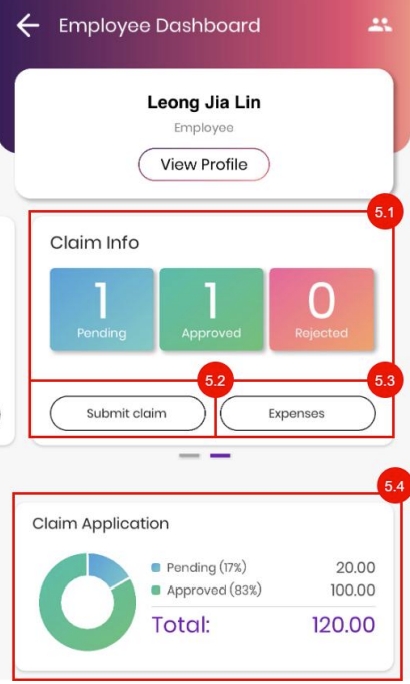 Employee Dashboard
Leong Jia Lin
Employee
View Profile
5.1
Claim Info
1 1 0
Pending Approved Rejected
5.2 5.3
Submit claim Expenses
5.4
Claim Application
Pending (17%) 20.00
Approved (83%) 100.00
Total: 120.00